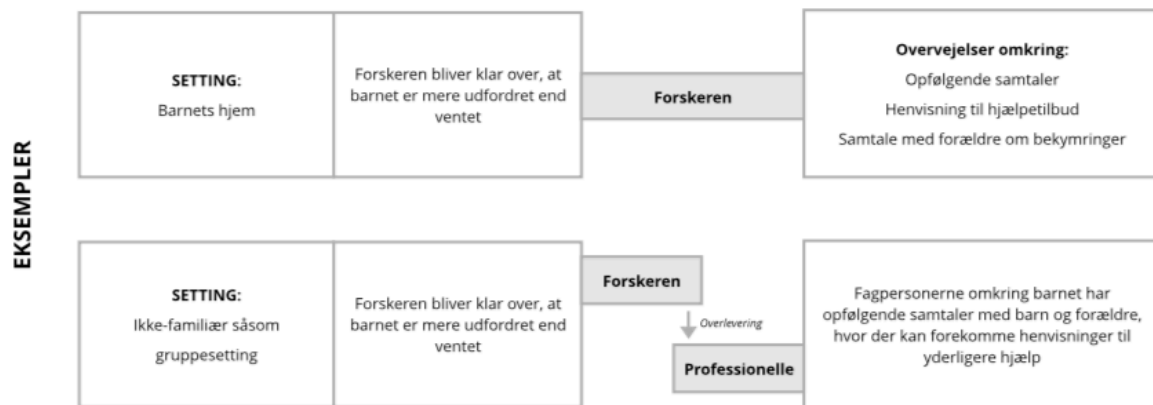 EKSEMPLER
SETTING:
Barnets hjem
Forskeren bliver klar over, at
barnet er mere udfordret end
ventet
Forskeren
Overvejelser omkring:
Opfølgende samtaler
Henvisning til hjælpetilbud
Samtale med forældre om bekymringer
SETTING:
Ikke-familiær såsom
gruppesetting
Forskeren bliver klar over, at
barnet er mere udfordret end
ventet
Forskeren
Overlevering
Professionelle
Fagpersonerne omkring barnet har
opfølgende samtaler med barn og forældre,
hvor der kan forekomme henvisninger til
yderligere hjælp